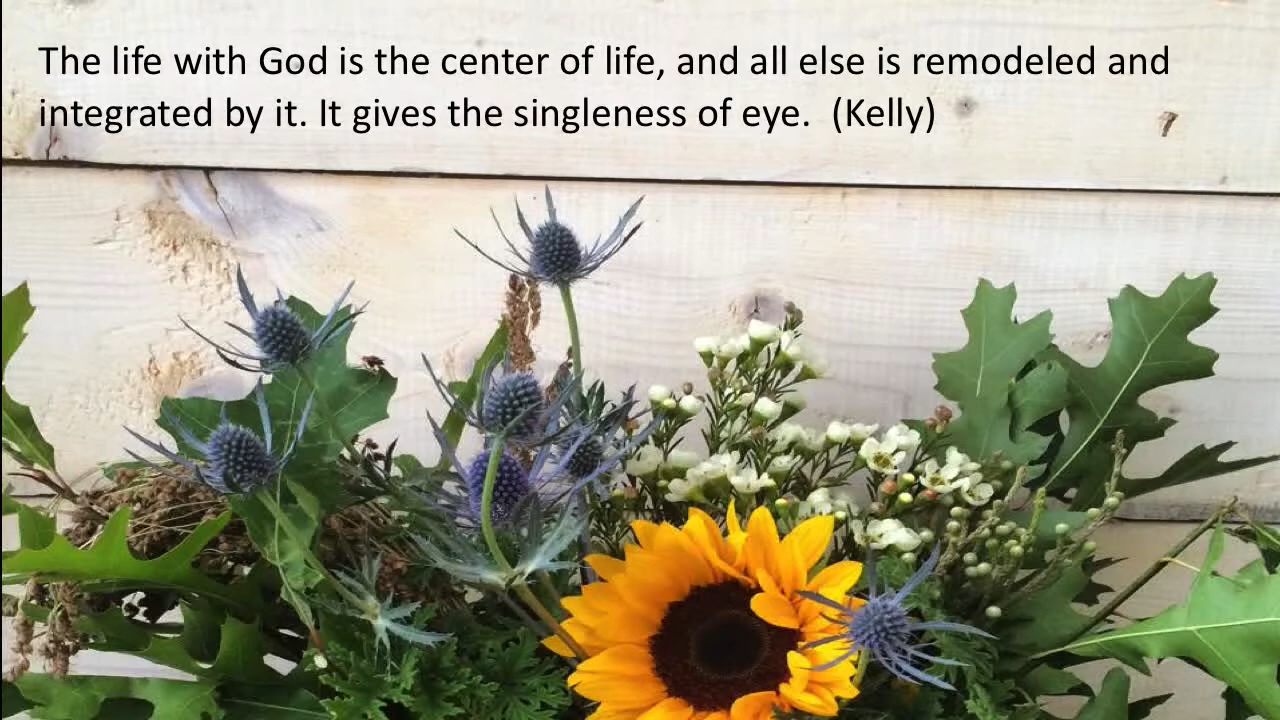 The life with God is the center of life, and all else is remodeled and
integrated by it. It gives the singleness of eye.  (Kelly)